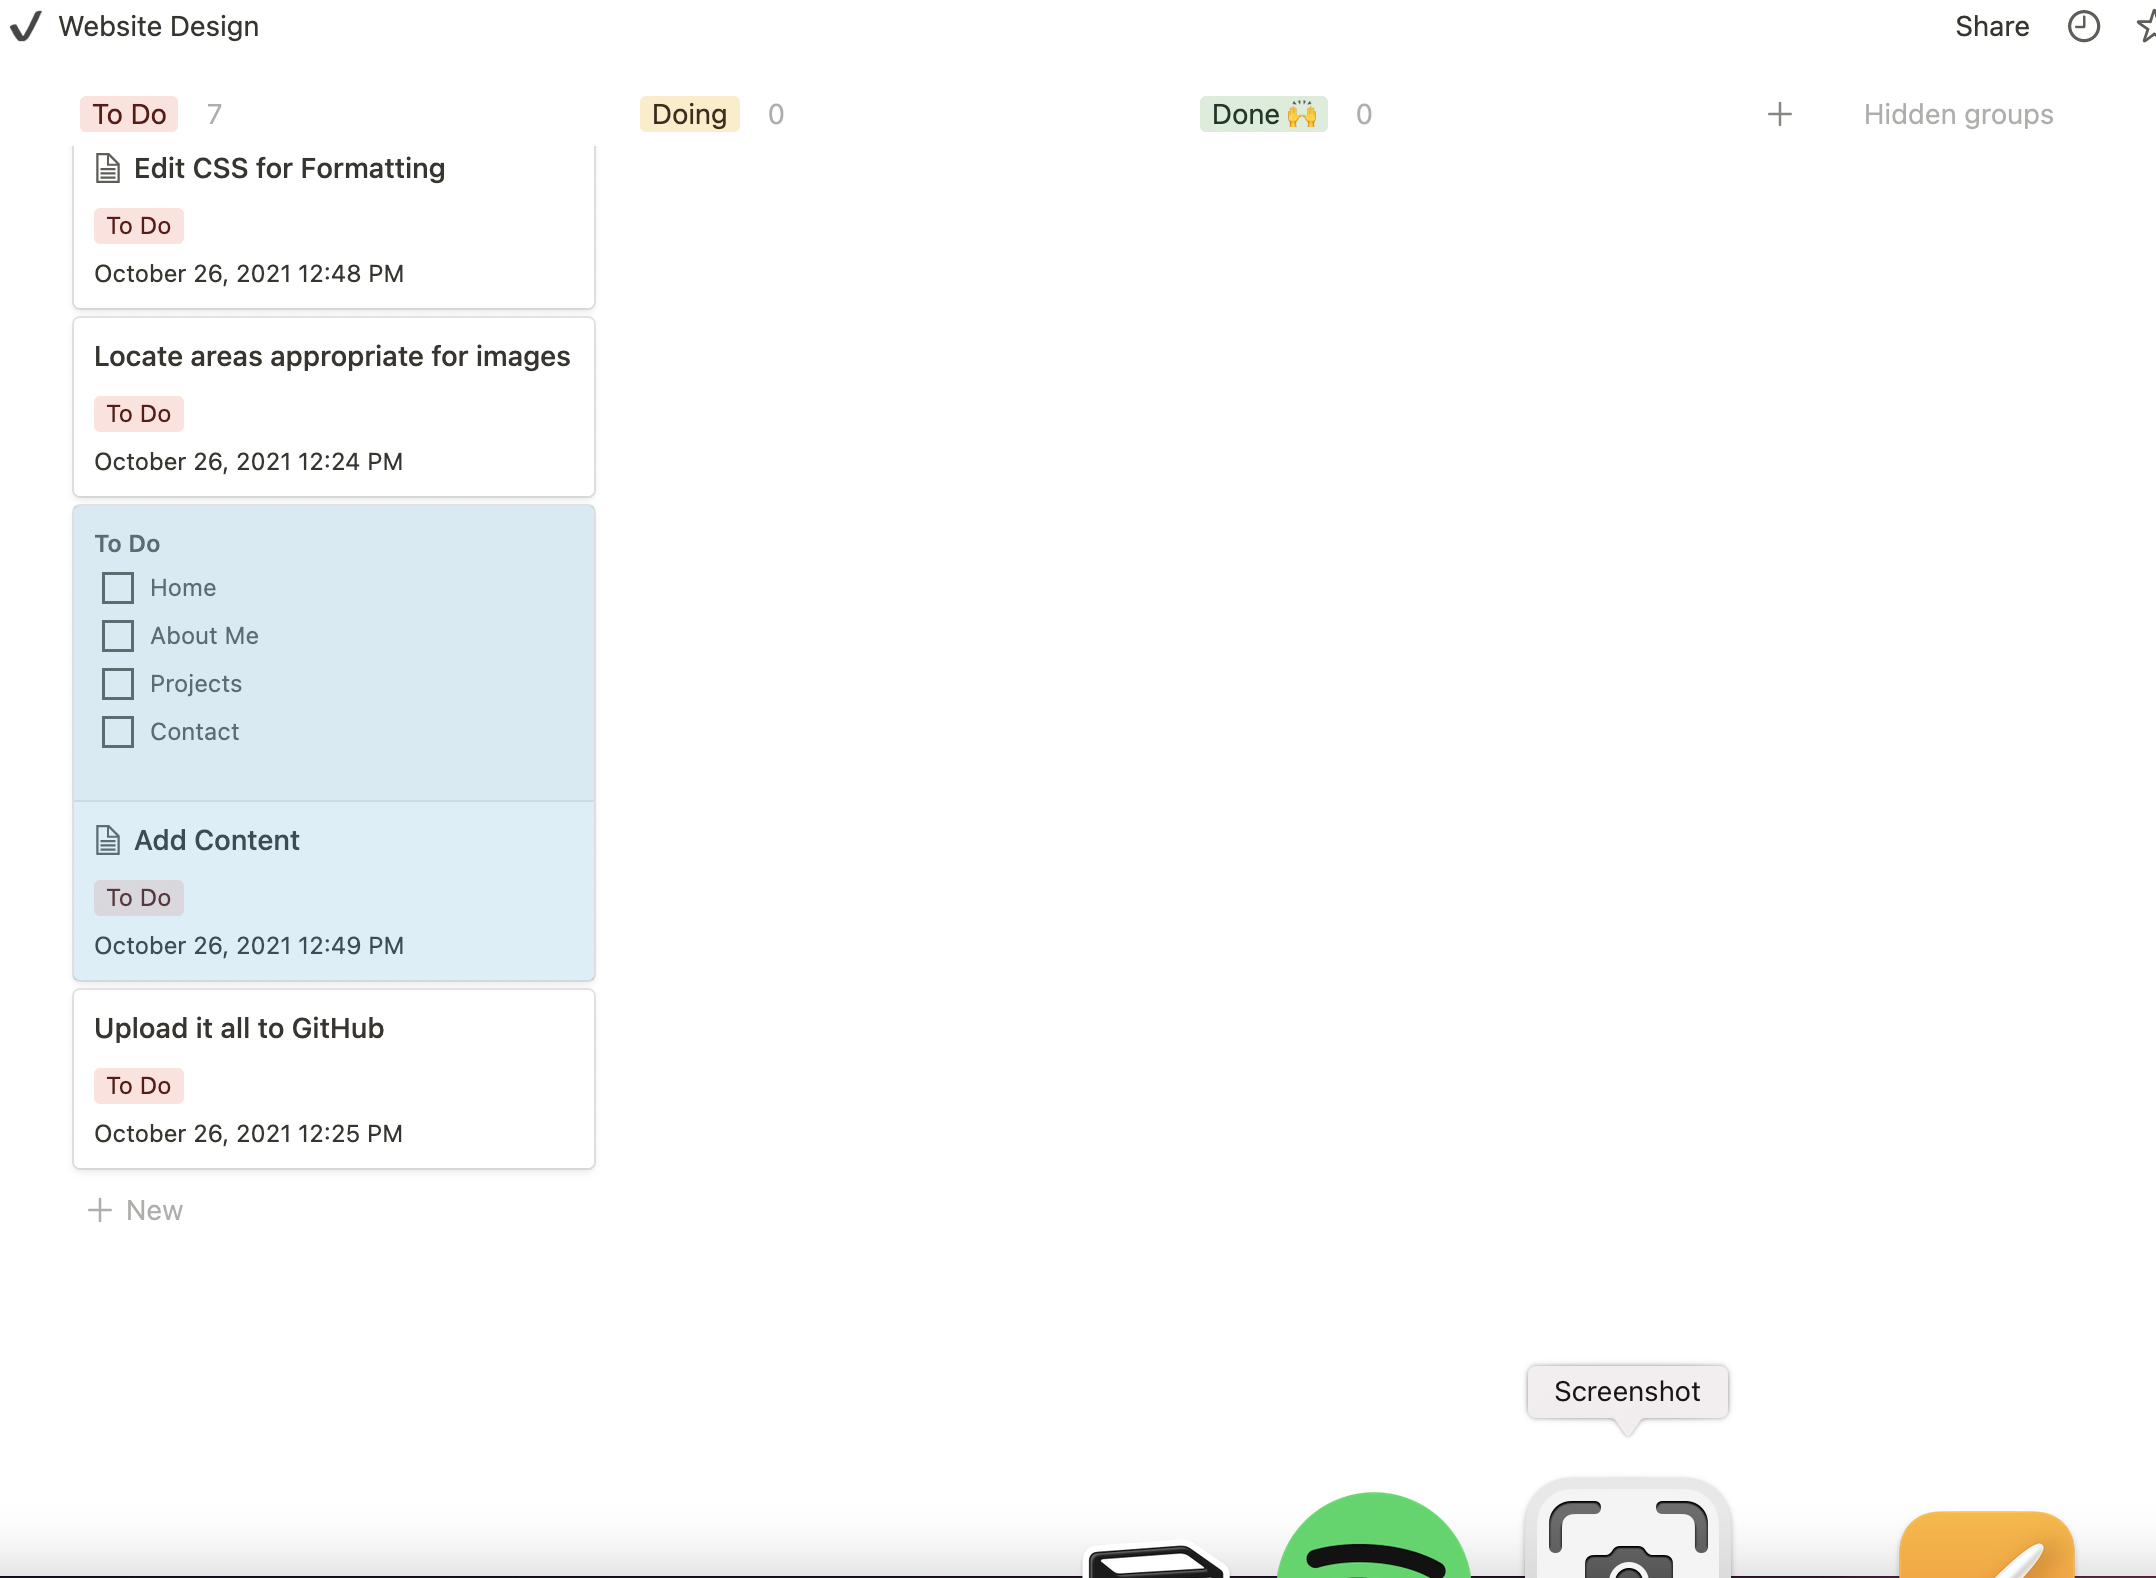 Website Design
Share
To Do 7
Doing 0
Done 🙌 0
Hidden groups
Edit CSS for Formatting
To Do
October 26, 2021 12:48 PM
Locate areas appropriate for images
To Do
October 26, 2021 12:24 PM
To Do
Home
About Me
Projects
Contact
Add Content
To Do
October 26, 2021 12:49 PM
Upload it all to GitHub
To Do
October 26, 2021 12:25 PM
+ New
Screenshot